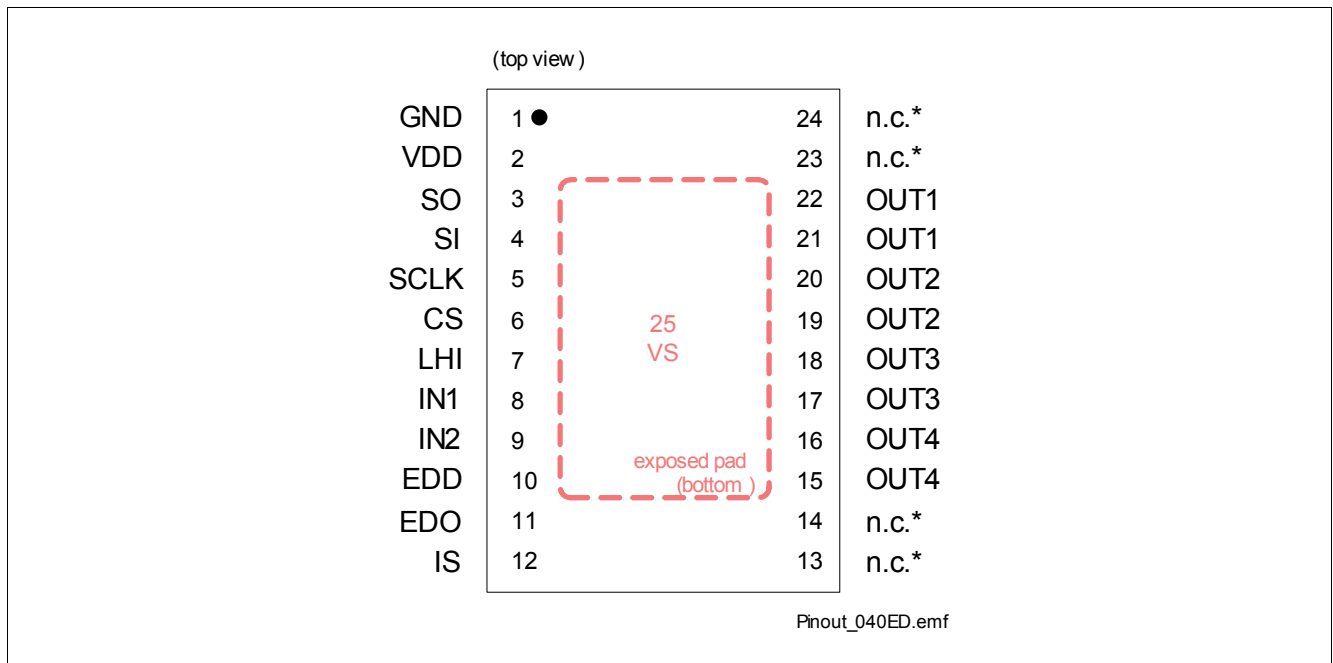 (top view )
GND 1 24 n.c.*
VDD 2 23 n.c.*
SO 3 22 OUT1
SI 4 21 OUT1
SCLK 5 20 OUT2
CS 6 25 19 OUT2
LHI 7 VS 18 OUT3
IN1 8 17 OUT3
IN2 9 16 OUT4
exposed pad
EDD 10 (bottom ) 15 OUT4
EDO 11 14 n.c.*
IS 12 13 n.c.*
Pinout_040ED.emf